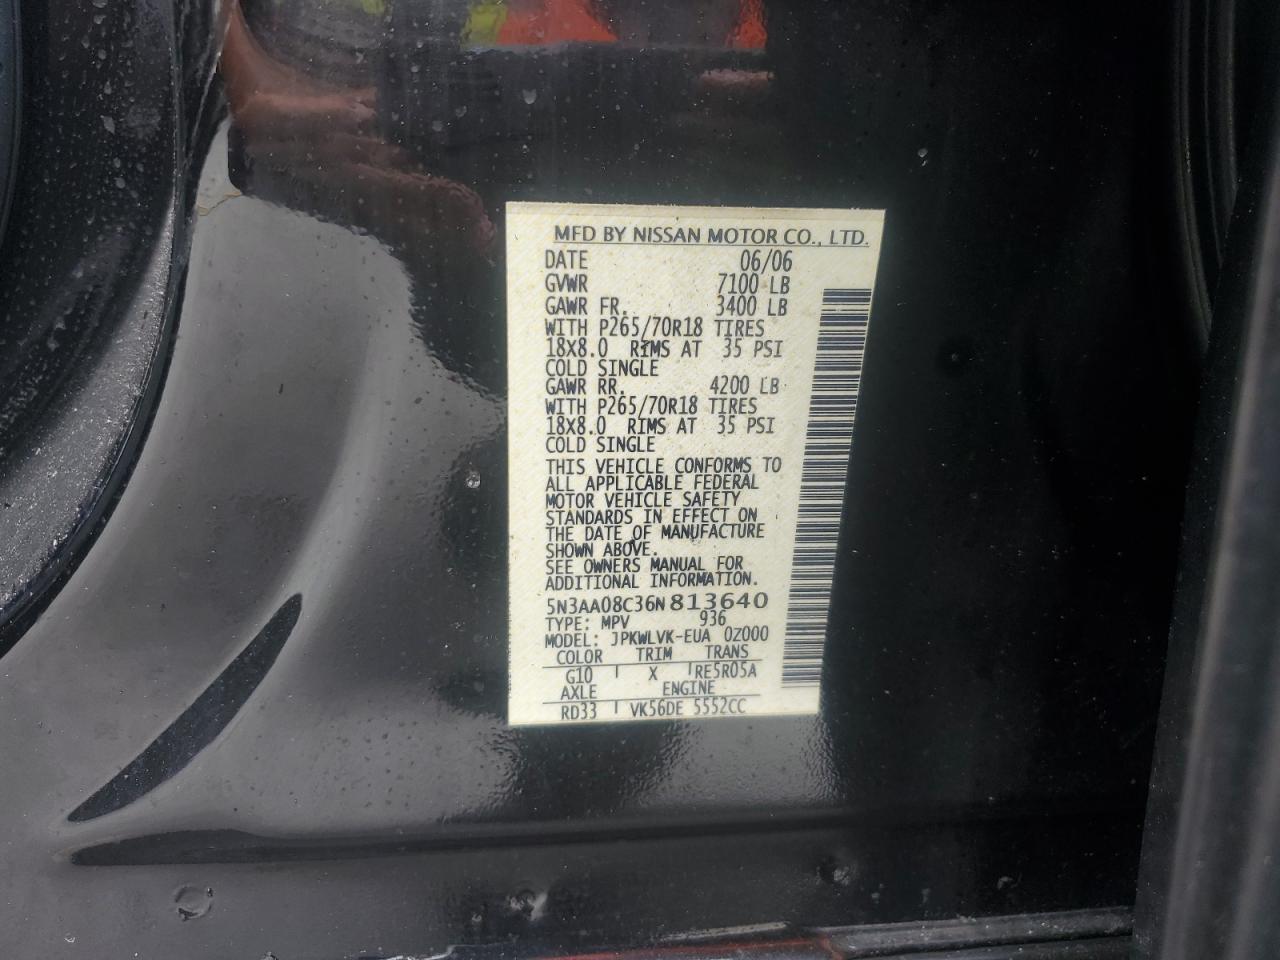 MFD BY NISSAN MOTOR CO., LTD.
DATE 06/06
GVWR 7100 LB
GAWR FR. 3400 LB
WITH P265/70R18 TIRES
18X8.0 RIMS AT 35 PSI
COLD SINGLE
GAWR RR. 4200 LB
WITH P265/70R18 TIRES
18X8.0 RIMS AT 35 PSI
COLD SINGLE
THIS VEHICLE CONFORMS TO
ALL APPLICABLE FEDERAL
MOTOR VEHICLE SAFETY
STANDARDS IN EFFECT ON
THE DATE OF MANUFACTURE
SHOWN ABOVE.
SEE OWNERS MANUAL FOR
ADDITIONAL INFORMATION.
5N3AA08C36N813640
TYPE: MPV 936
MODEL: JPKWLVK-EUA 0Z000
COLOR TRIM TRANS
G10 X RE5R05A
AXLE ENGINE
RD33 VK56DE 5552CC